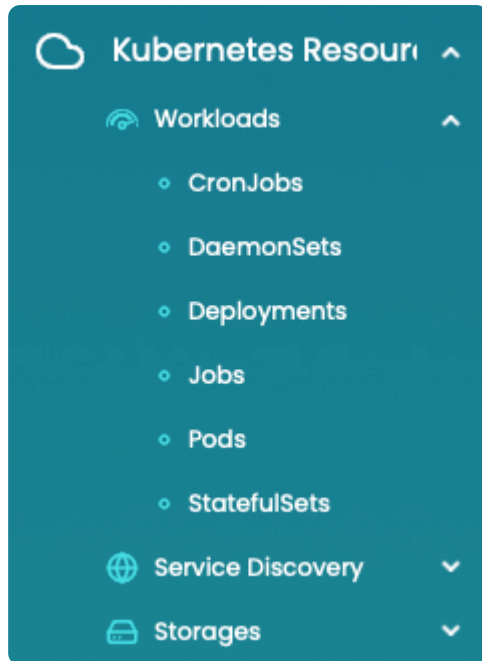 Kubernetes Resour
Workloads
CronJobs
DaemonSets
Deployments
Jobs
Pods
StatefulSets
Service Discovery
Storages